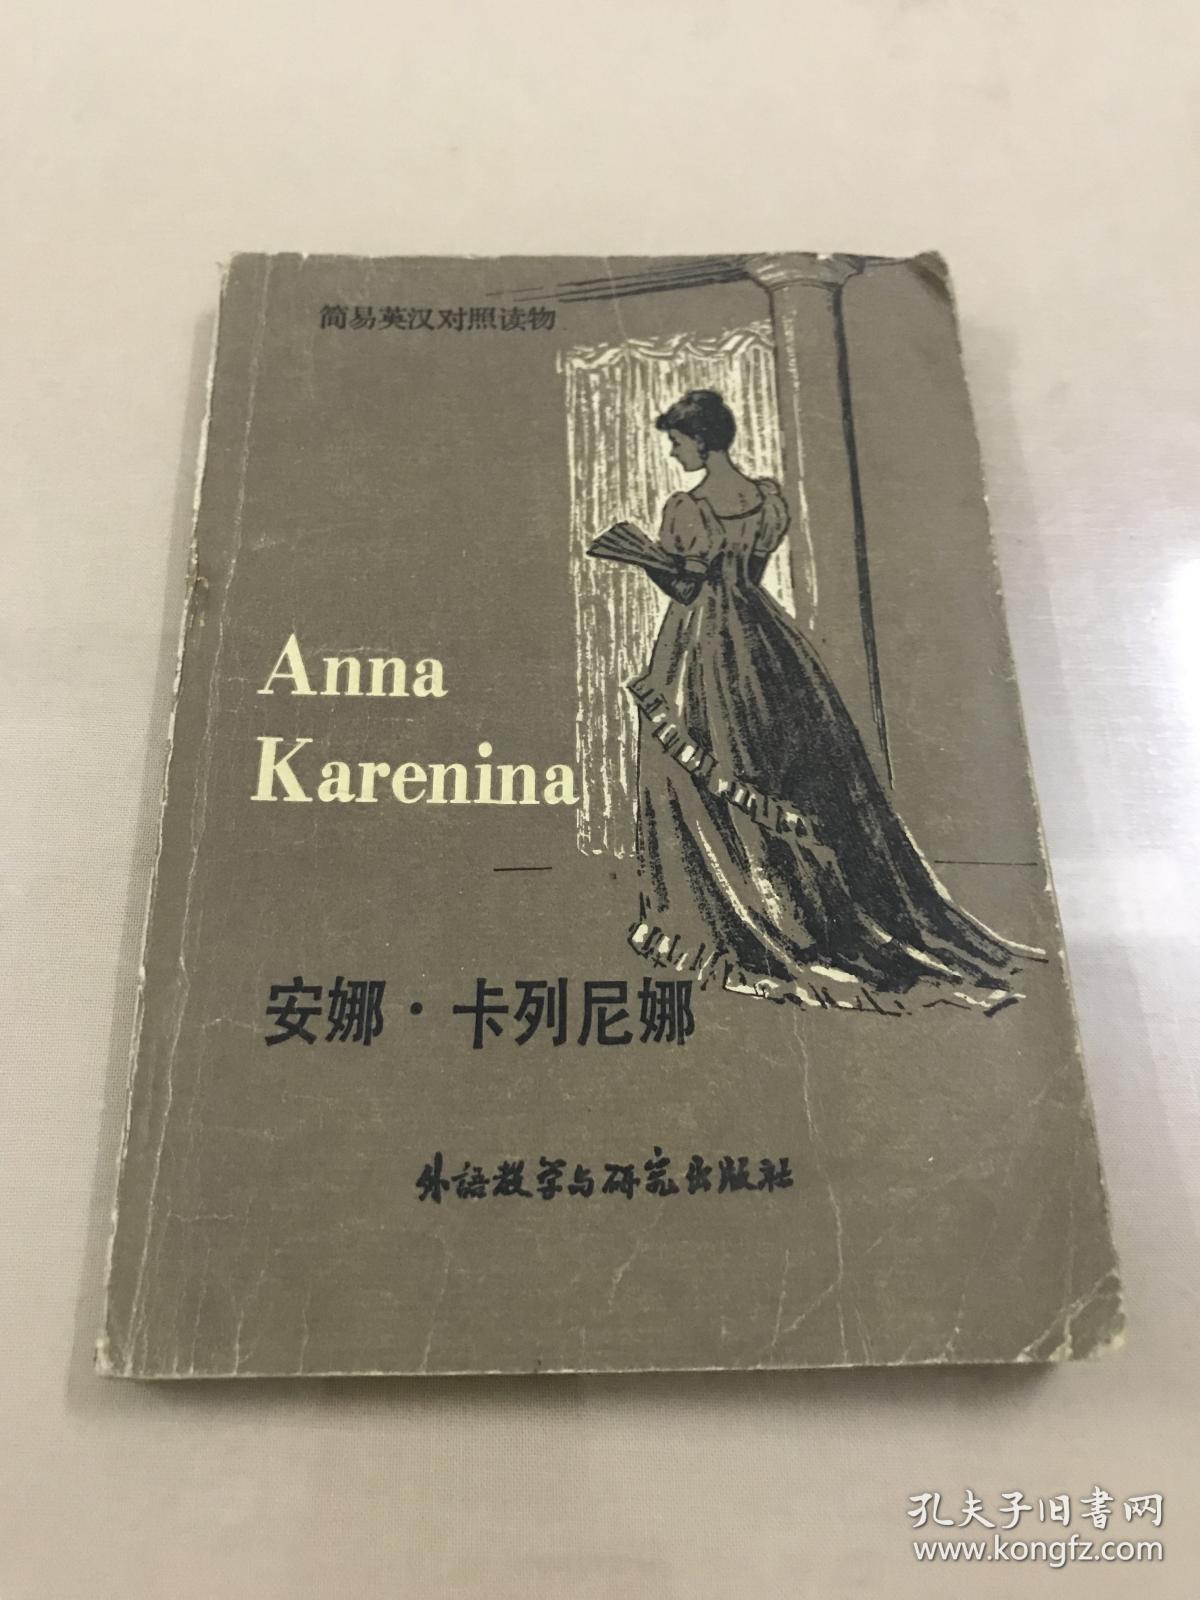 简易英汉对照读物
Anna
Karenina
安娜·卡列尼娜
外語教学与研究出版社
孔夫子旧书网
www.kongfz.com